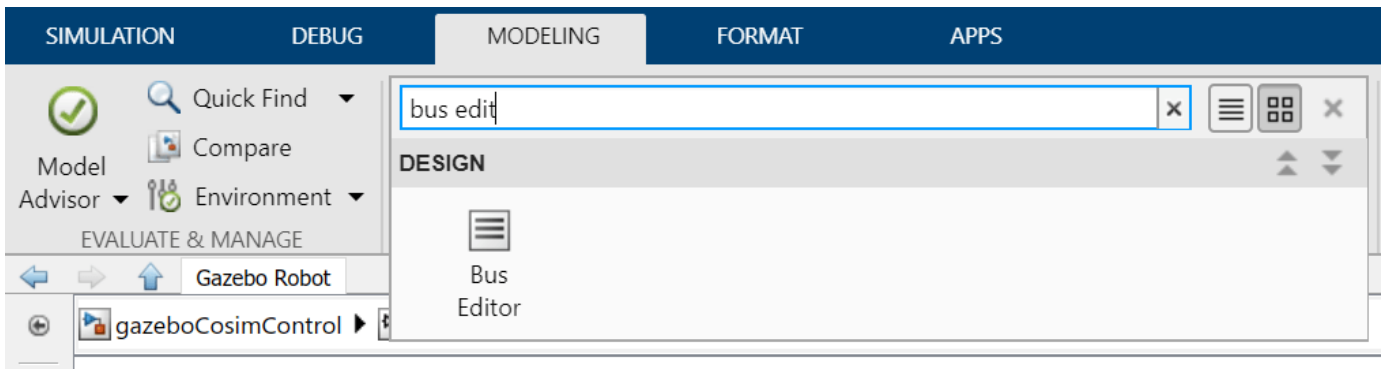 SIMULATION DEBUG MODELING FORMAT APPS
Quick Find
bus edit
Compare
Model
Advisor
Environment
DESIGN
EVALUATE & MANAGE
Bus
Editor
Gazebo Robot
gazeboCosimControl